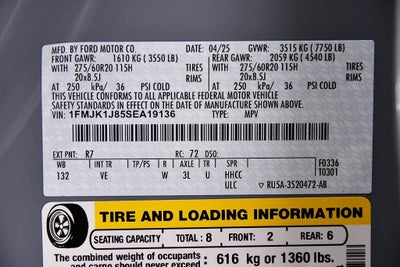 MFD. BY FORD MOTOR CO. DATE: 04/25 GVWR: 3515 KG ( 7750 LB)
FRONT GAWR: 1610 KG ( 3550 LB) REAR GAWR: 2059 KG ( 4540 LB)
WITH 275/60R20 115H TIRES WITH 275/60R20 115H TIRES
20x8.5J RIMS 20x8.5J RIMS
AT 250 kPa/ 36 PSI COLD AT 250 kPa/ 36 PSI COLD
THIS VEHICLE CONFORMS TO ALL APPLICABLE FEDERAL MOTOR VEHICLE
SAFETY STANDARDS IN EFFECT ON THE DATE OF MANUFACTURE SHOWN ABOVE.
VIN: 1FMJK1J85SEA19136 TYPE: MPV
EXT PNT: R7 RC: 72 DSO:
WB INT TR TP/PS R AX TR SPR F0336
132 VE W 3L U HHCC T0301
ULC RU5A-3520472-AB
TIRE AND LOADING INFORMATION
SEATING CAPACITY TOTAL: 8 FRONT: 2 REAR: 6
The combined weight of occupants
and cargo should never exceed : 616 kg or 1360 lbs.